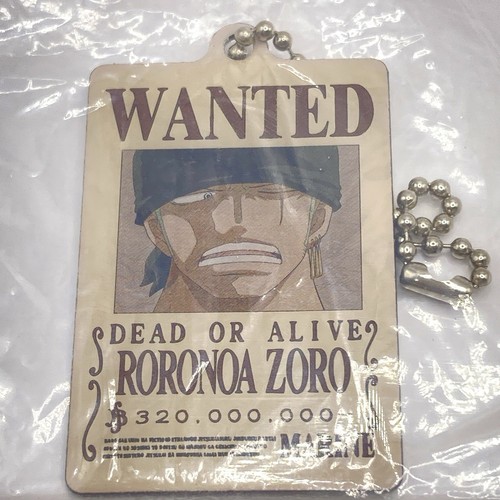 WANTED
DEAD OR ALIVE
RORONOA ZORO
฿320,000,000-
MARINE